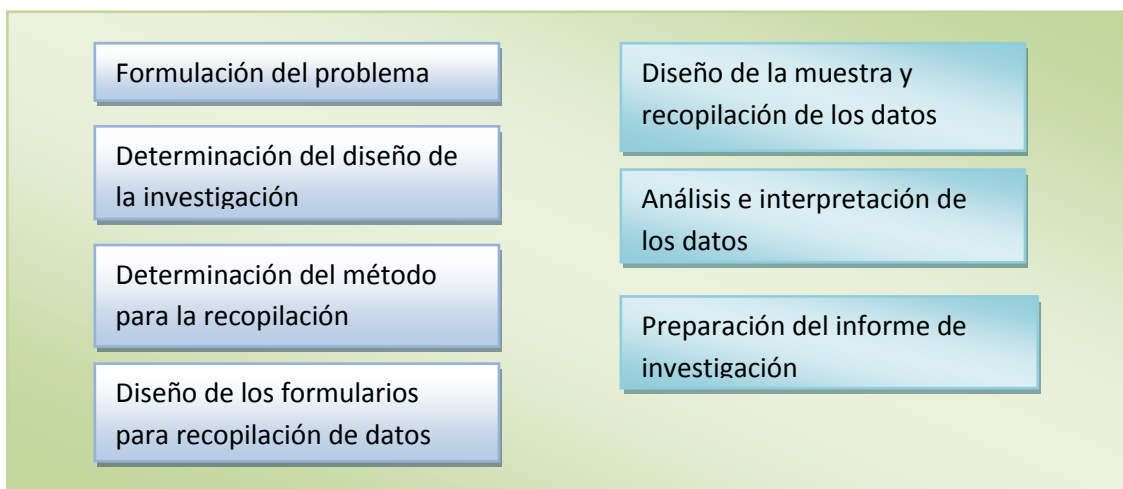 Formulación del problema
Determinación del diseño de
la investigación
Determinación del método
para la recopilación
Diseño de los formularios
para recopilación de datos
Diseño de la muestra y
recopilación de los datos
Análisis e interpretación de
los datos
Preparación del informe de
investigación